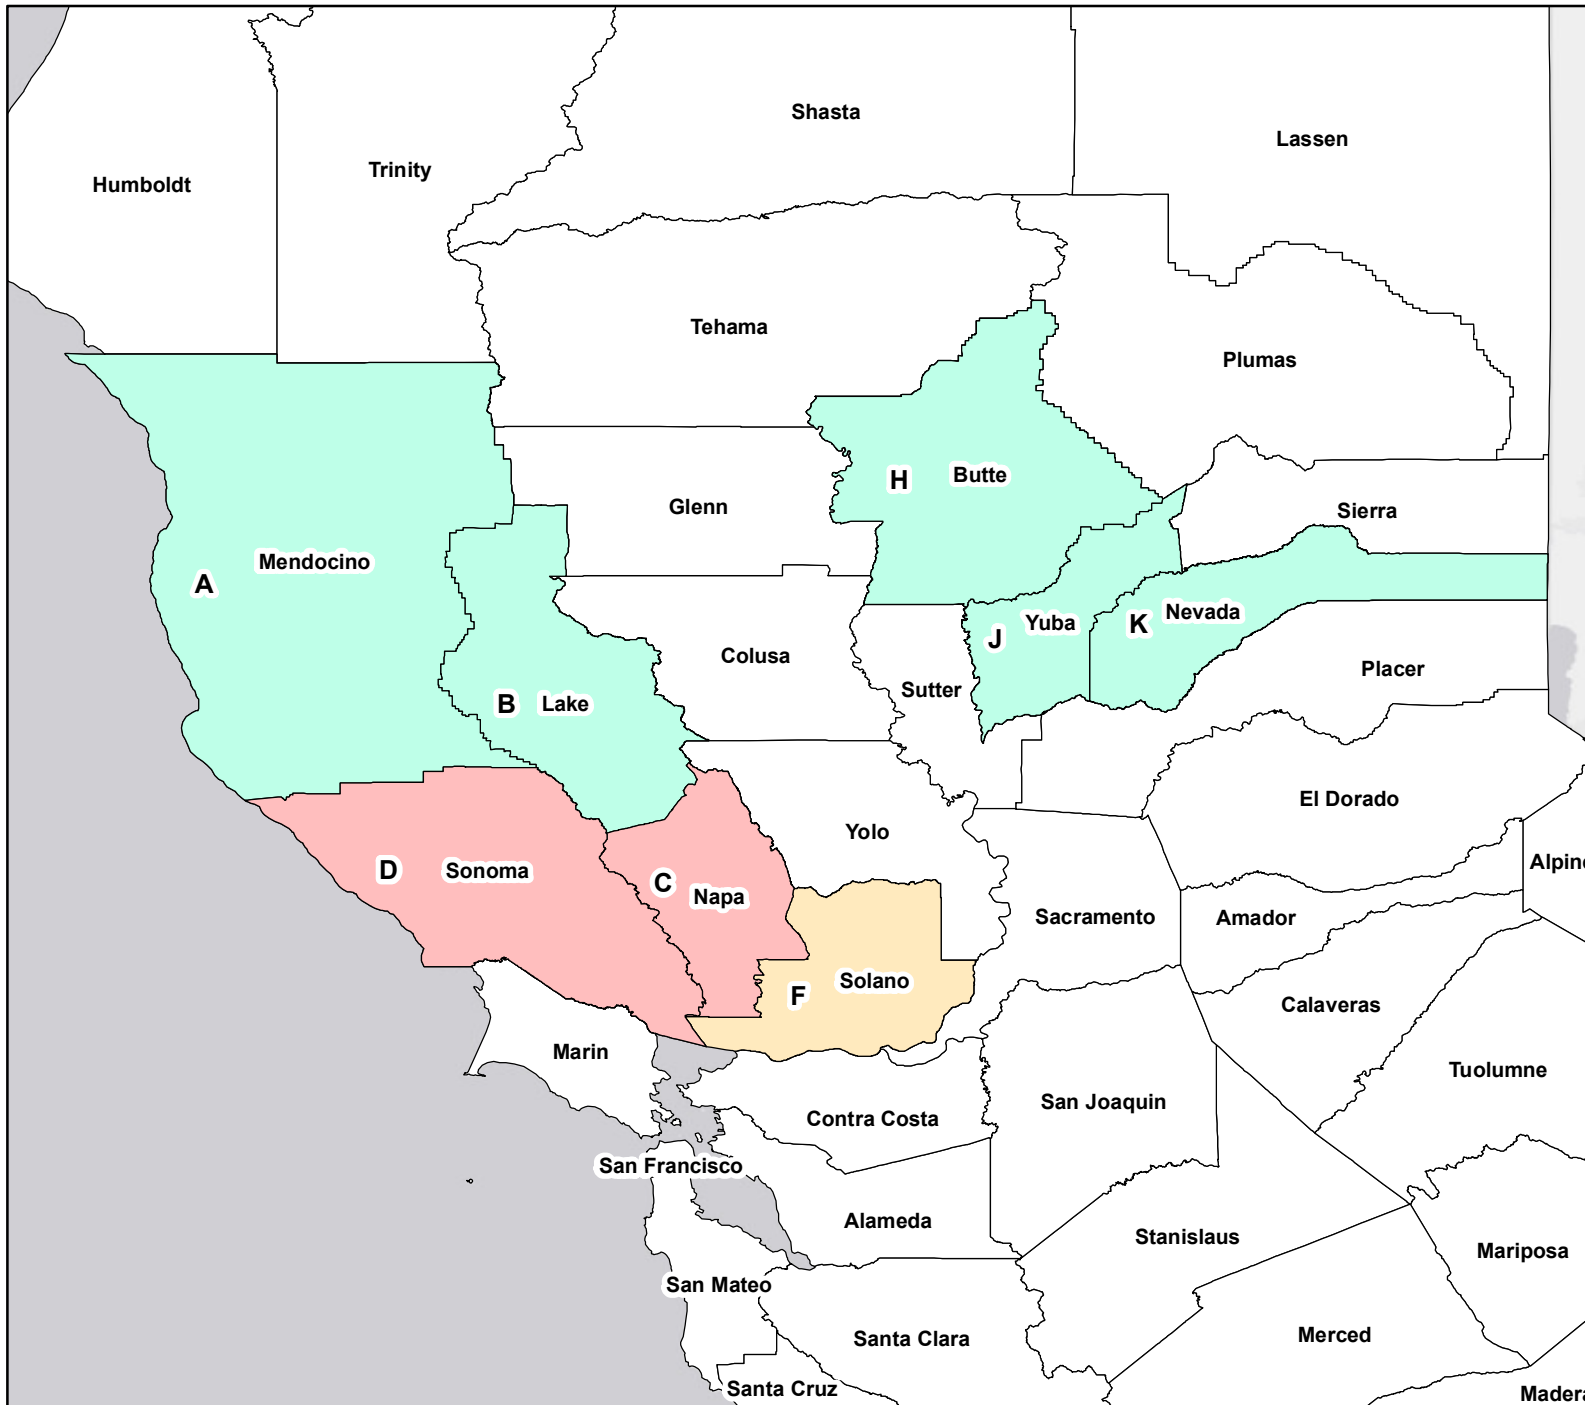 Shasta
Lassen
Trinity
Humboldt
Tehama
Plumas
H
Butte
Glenn
Sierra
A
Mendocino
J
Yuba
K
Nevada
Colusa
Placer
Sutter
B
Lake
El Dorado
Yolo
Alpine
D
Sonoma
C
Napa
Sacramento
Amador
F
Solano
Calaveras
Marin
Tuolumne
San Joaquin
Contra Costa
San Francisco
Alameda
Stanislaus
Mariposa
San Mateo
Santa Clara
Merced
Santa Cruz
Madera